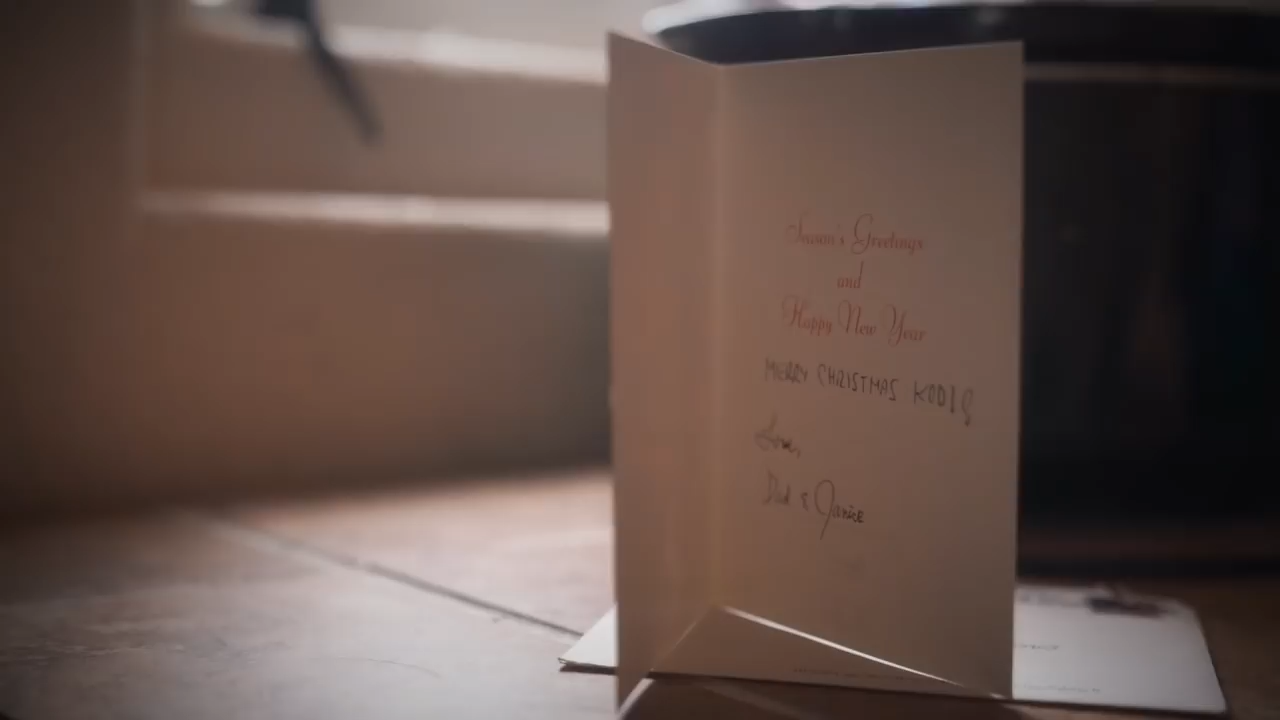 Season's Greetings
and
Happy New Year
MERRY CHRISTMAS KODI &
Love,
Dad & Janice